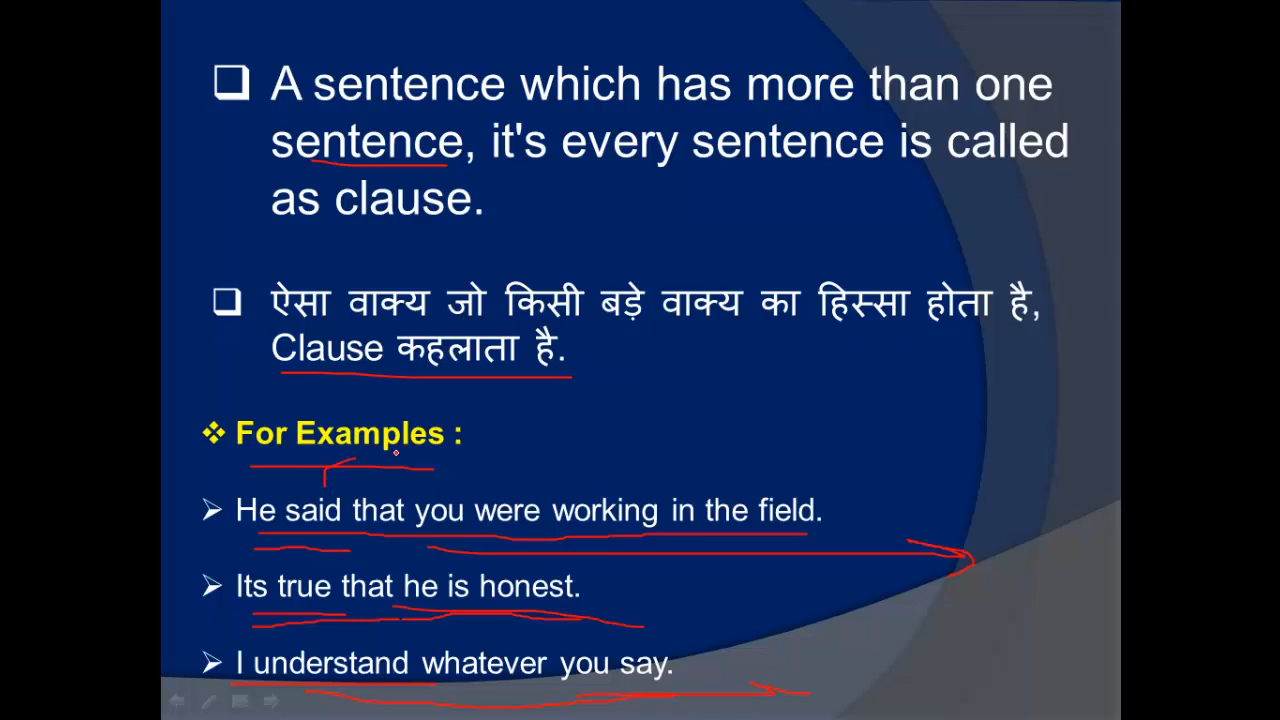 A sentence which has more than one
sentence, it's every sentence is called
as clause.
ऐसा वाक्य जो किसी बड़े वाक्य का हिस्सा होता है,
Clause कहलाता है.
For Examples :
He said that you were working in the field.
Its true that he is honest.
I understand whatever you say.